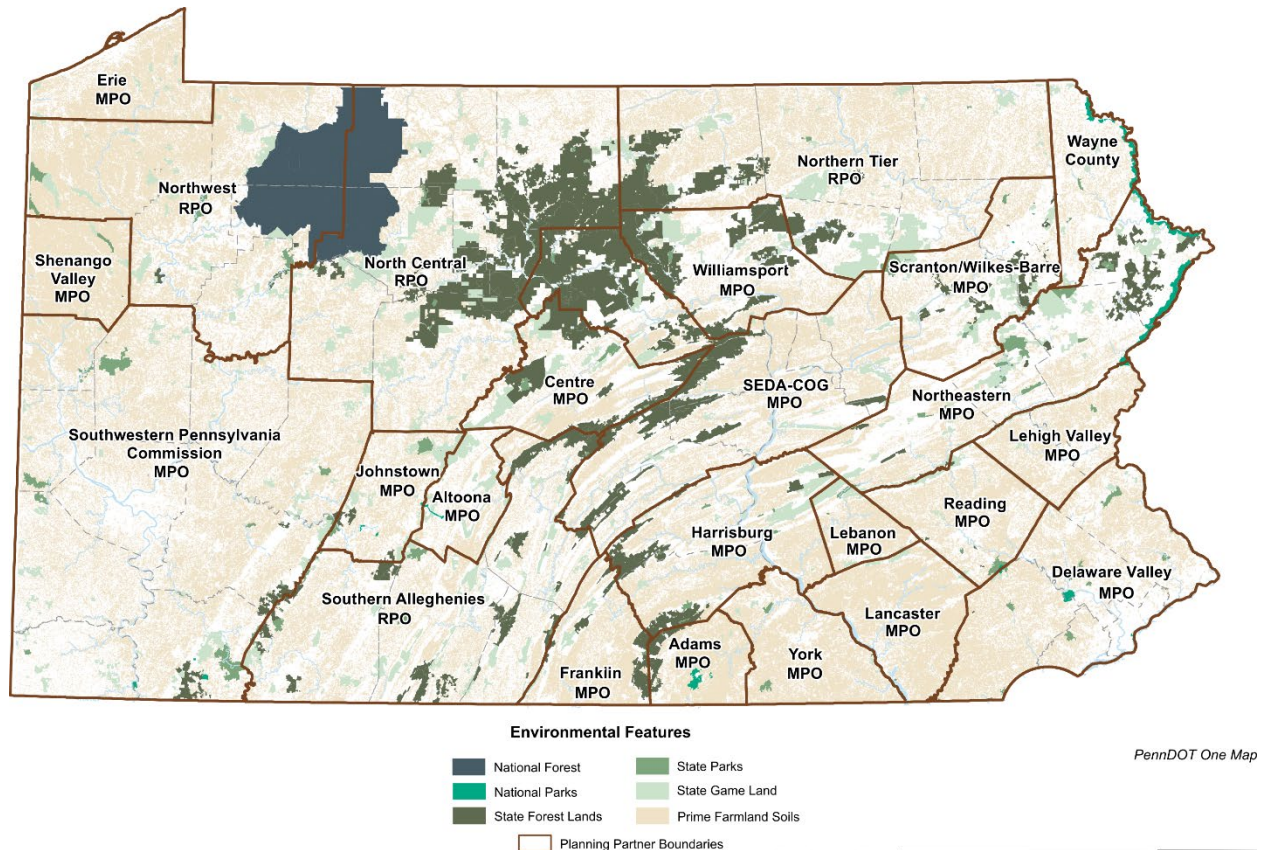 Erie
MPO
Wayne
County
Northern Tier
RPO
Northwest
RPO
Shenango
Valley
MPO
North Central
RPO
Williamsport
MPO
Scranton/Wilkes-Barre
MPO
Centre
MPO
SEDA-COG
MPO
Northeastern
MPO
Southwestern Pennsylvania
Commission
MPO
Lehigh Valley
MPO
Johnstown
MPO
Altoona
MPO
Reading
MPO
Harrisburg
MPO
Lebanon
MPO
Delaware Valley
MPO
Southern Alleghenies
RPO
Lancaster
MPO
Franklin
MPO
Adams
MPO
York
MPO
Environmental Features
PennDOT One Map
National Forest
State Parks
National Parks
State Game Land
State Forest Lands
Prime Farmland Soils
Planning Partner Boundaries